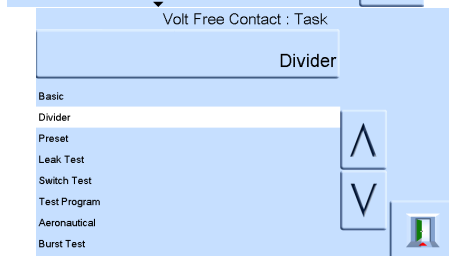 Volt Free Contact : Task
Divider
Basic
Divider
Preset
Leak Test
Switch Test
Test Program
Aeronautical
Burst Test